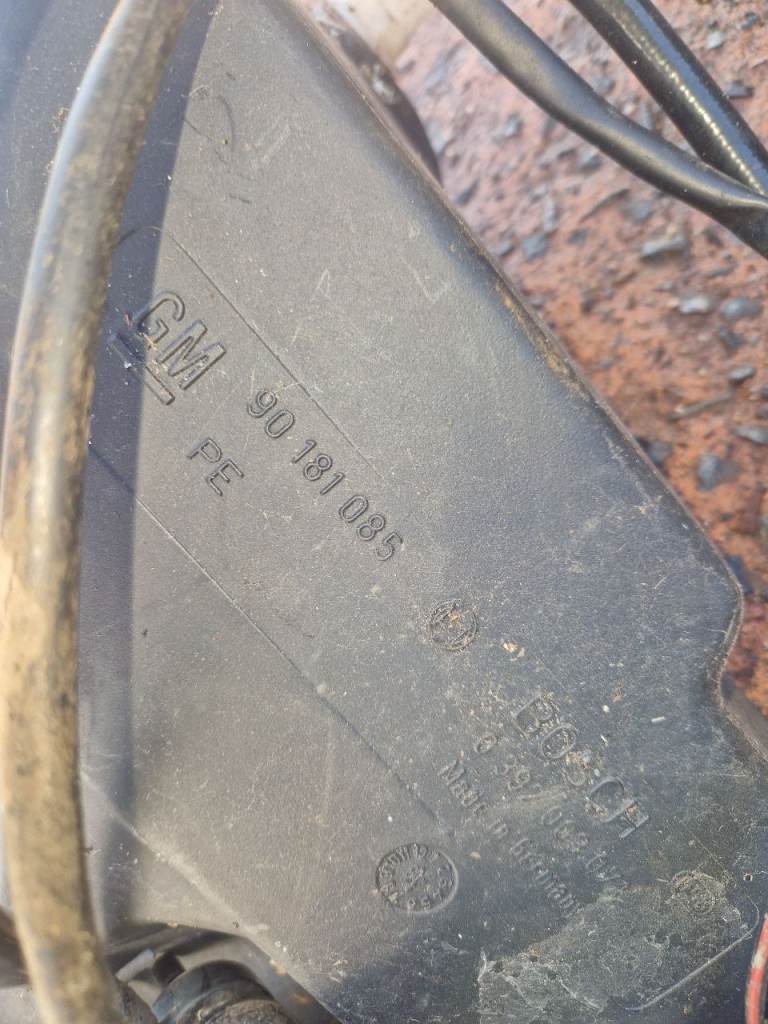 GM
90 181 085
PE
BOSCH
Made in Germany